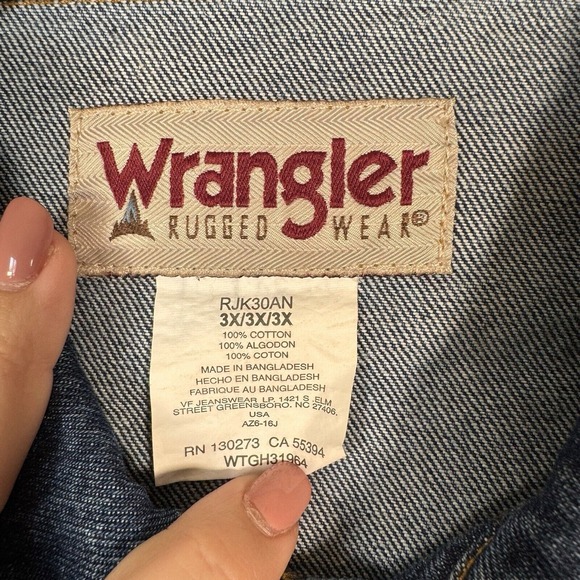 Wrangler
RUGGED WEAR®
RJK30AN
3X/3X/3X
100% COTTON
100% ALGODON
100% COTON
MADE IN BANGLADESH
HECHO EN BANGLADESH
FABRIQUE AU BANGLADESH
VF JEANSWEAR LP. 1421 S .ELM
STREET GREENSBORO. NC 27406,
USA
AZ6-16J
RN 130273 CA 55394
WTGH31964